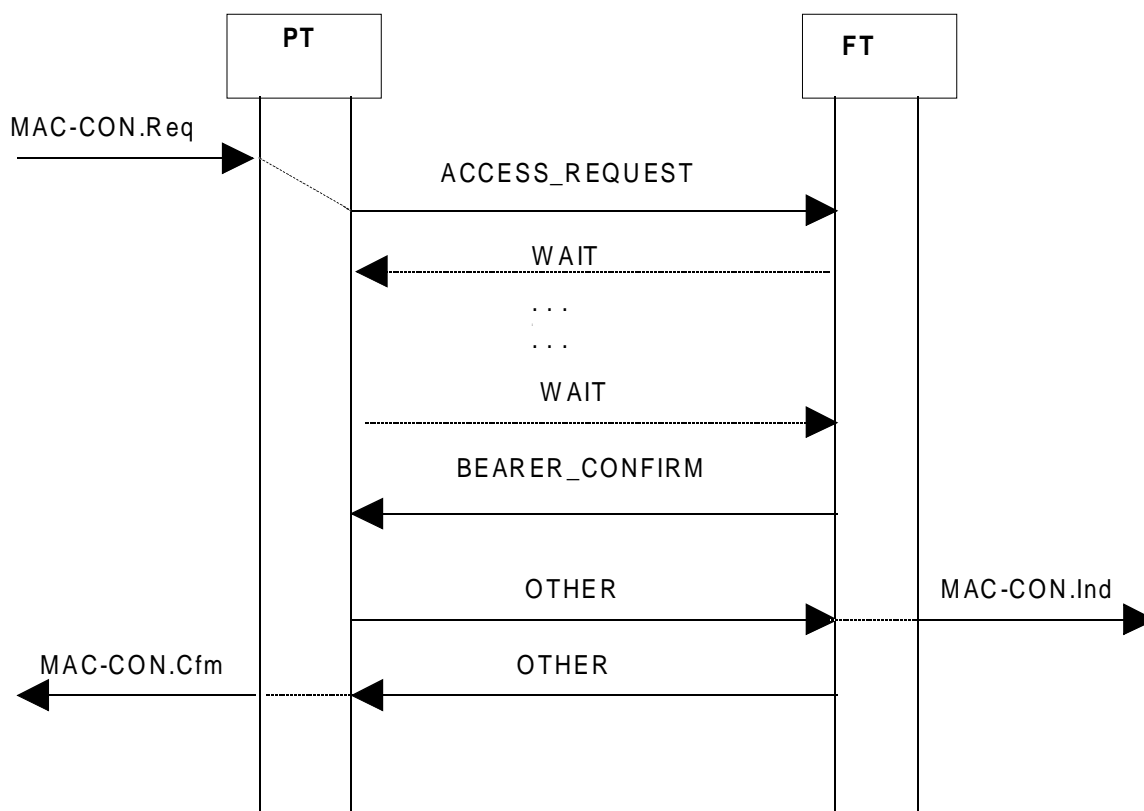 PT
FT
MAC-CON.Req
ACCESS_REQUEST
WAIT
. . .
. . .
WAIT
BEARER_CONFIRM
OTHER
MAC-CON.Ind
MAC-CON.Cfm
OTHER